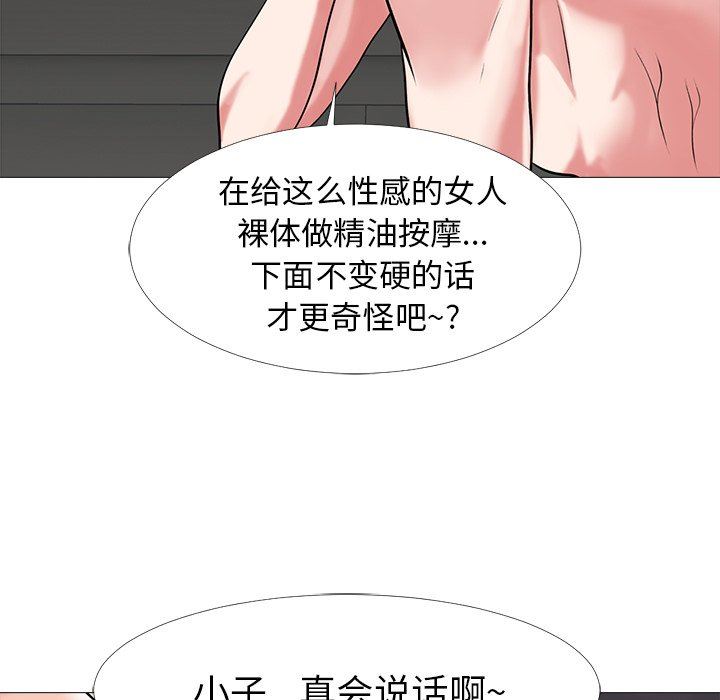 在给这么性感的女人
裸体做精油按摩...
下面不变硬的话
才更奇怪吧~?
小子 真会说话啊~